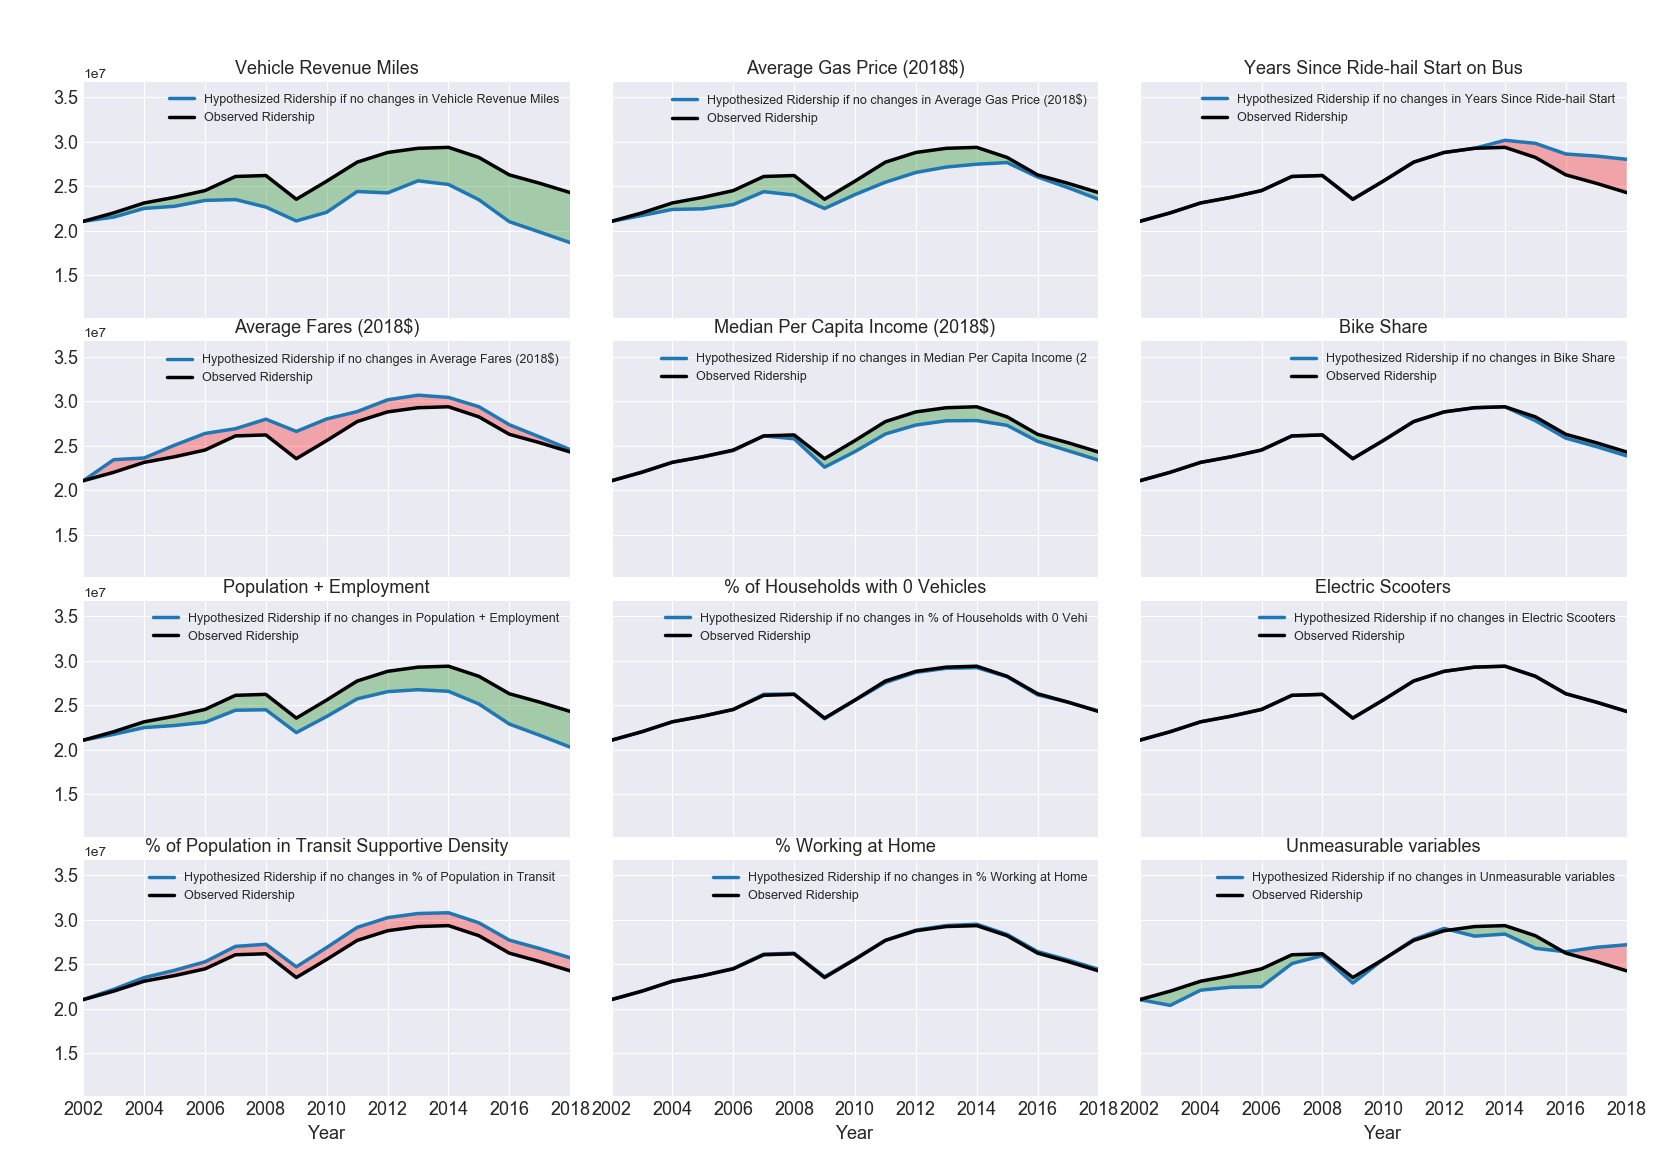 Vehicle Revenue Miles
1e7
3.5
3.0
2.5
2.0
1.5
Hypothesized Ridership if no changes in Vehicle Revenue Miles
Observed Ridership
Average Gas Price (2018$)
Hypothesized Ridership if no changes in Average Gas Price (2018$)
Observed Ridership
Years Since Ride-hail Start on Bus
Hypothesized Ridership if no changes in Years Since Ride-hail Start
Observed Ridership
Average Fares (2018$)
1e7
3.5
3.0
2.5
2.0
1.5
Hypothesized Ridership if no changes in Average Fares (2018$)
Observed Ridership
Median Per Capita Income (2018$)
Hypothesized Ridership if no changes in Median Per Capita Income (2
Observed Ridership
Bike Share
Hypothesized Ridership if no changes in Bike Share
Observed Ridership
Population + Employment
1e7
3.5
3.0
2.5
2.0
1.5
Hypothesized Ridership if no changes in Population + Employment
Observed Ridership
% of Households with 0 Vehicles
Hypothesized Ridership if no changes in % of Households with 0 Vehi
Observed Ridership
Electric Scooters
Hypothesized Ridership if no changes in Electric Scooters
Observed Ridership
% of Population in Transit Supportive Density
1e7
3.5
3.0
2.5
2.0
1.5
Hypothesized Ridership if no changes in % of Population in Transit
Observed Ridership
2002 2004 2006 2008 2010 2012 2014 2016 2018
Year
% Working at Home
Hypothesized Ridership if no changes in % Working at Home
Observed Ridership
2002 2004 2006 2008 2010 2012 2014 2016 2018
Year
Unmeasurable variables
Hypothesized Ridership if no changes in Unmeasurable variables
Observed Ridership
2002 2004 2006 2008 2010 2012 2014 2016 2018
Year